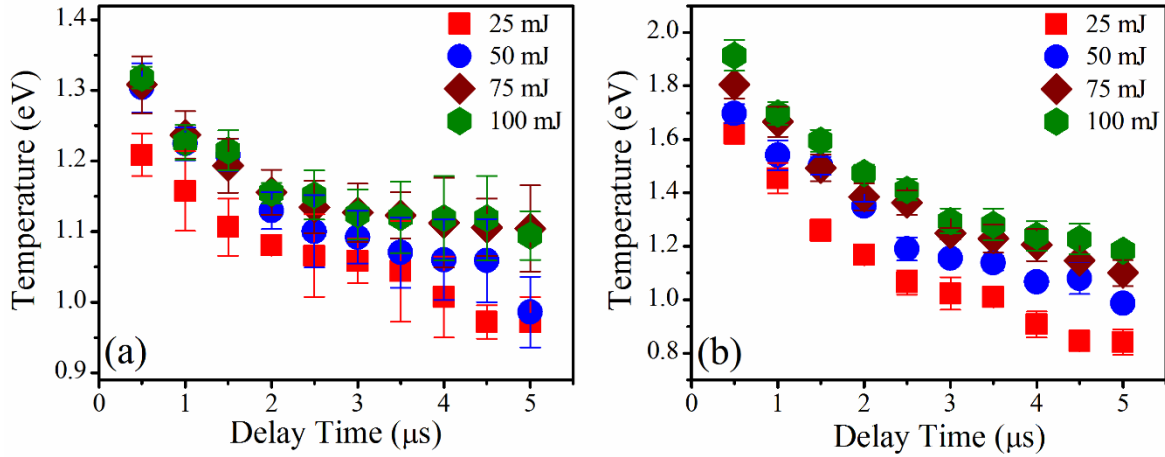 1.4
1.3
1.2
1.1
1.0
0.9
Temperature (eV)
25 mJ
50 mJ
75 mJ
100 mJ
(a)
0 1 2 3 4 5
Delay Time (μs)
2.0
1.8
1.6
1.4
1.2
1.0
0.8
Temperature (eV)
25 mJ
50 mJ
75 mJ
100 mJ
(b)
0 1 2 3 4 5
Delay Time (μs)